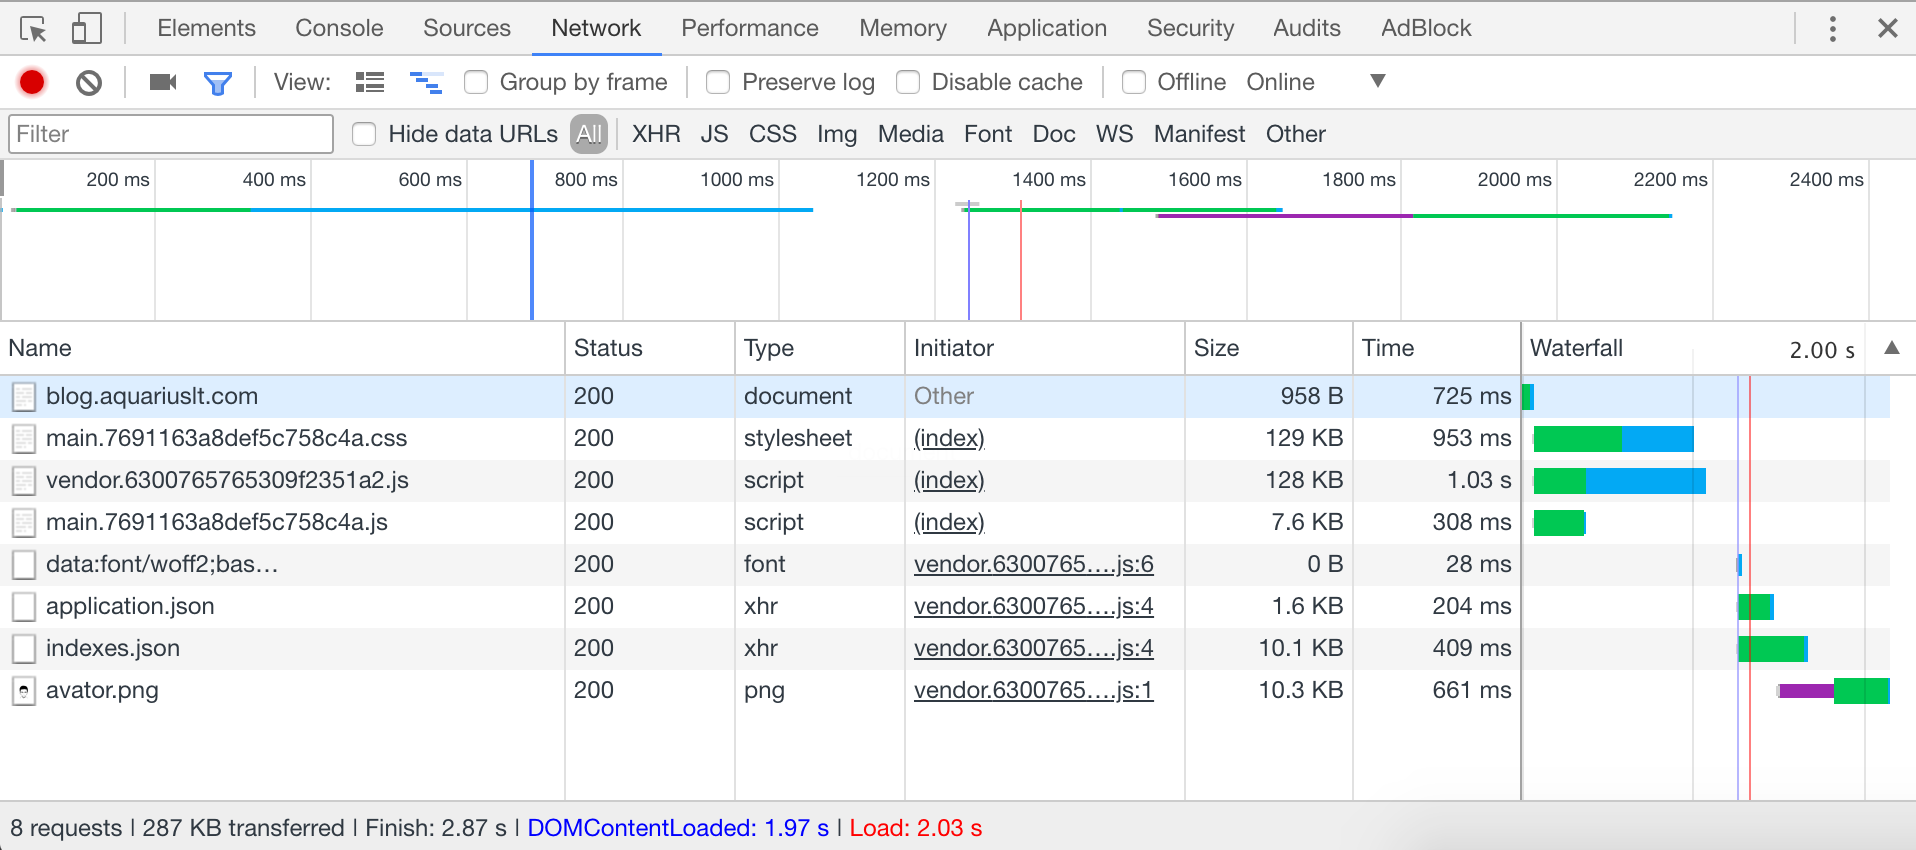 Elements Console Sources Network Performance Memory Application Security Audits AdBlock
View: Group by frame Preserve log Disable cache Offline Online
Filter Hide data URLs All XHR JS CSS Img Media Font Doc WS Manifest Other
200 ms 400 ms 600 ms 800 ms 1000 ms 1200 ms 1400 ms 1600 ms 1800 ms 2000 ms 2200 ms 2400 ms
Name Status Type Initiator Size Time Waterfall 2.00 s
blog.aquariuslt.com 200 document Other 958 B 725 ms
main.7691163a8def5c758c4a.css 200 stylesheet (index) 129 KB 953 ms
vendor.6300765765309f2351a2.js 200 script (index) 128 KB 1.03 s
main.7691163a8def5c758c4a.js 200 script (index) 7.6 KB 308 ms
data:font/woff2;bas… 200 font vendor.6300765….js:6 0 B 28 ms
application.json 200 xhr vendor.6300765….js:4 1.6 KB 204 ms
indexes.json 200 xhr vendor.6300765….js:4 10.1 KB 409 ms
avator.png 200 png vendor.6300765….js:1 10.3 KB 661 ms
8 requests | 287 KB transferred | Finish: 2.87 s | DOMContentLoaded: 1.97 s | Load: 2.03 s